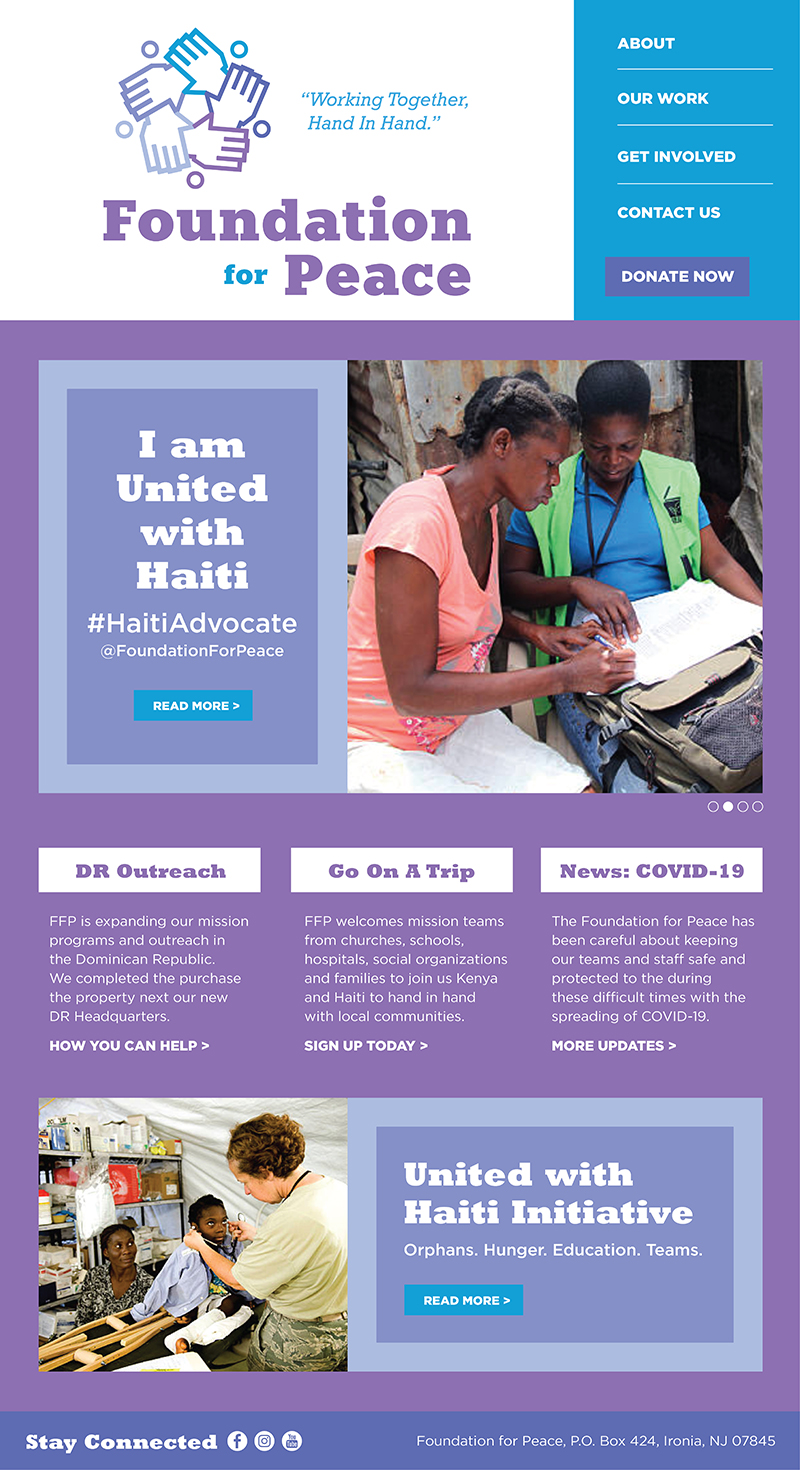 "Working Together,
Hand In Hand."
Foundation
for Peace
ABOUT
OUR WORK
GET INVOLVED
CONTACT US
DONATE NOW
I am
United
with
Haiti
#HaitiAdvocate
@FoundationForPeace
READ MORE >
DR Outreach
FFP is expanding our mission
programs and outreach in
the Dominican Republic.
We completed the purchase
the property next our new
DR Headquarters.
HOW YOU CAN HELP >
Go On A Trip
FFP welcomes mission teams
from churches, schools,
hospitals, social organizations
and families to join us Kenya
and Haiti to hand in hand
with local communities.
SIGN UP TODAY >
News: COVID-19
The Foundation for Peace has
been careful about keeping
our teams and staff safe and
protected to the during
these difficult times with the
spreading of COVID-19.
MORE UPDATES >
United with
Haiti Initiative
Orphans. Hunger. Education. Teams.
READ MORE >
Stay Connected
You
Tube
Foundation for Peace, P.O. Box 424, Ironia, NJ 07845